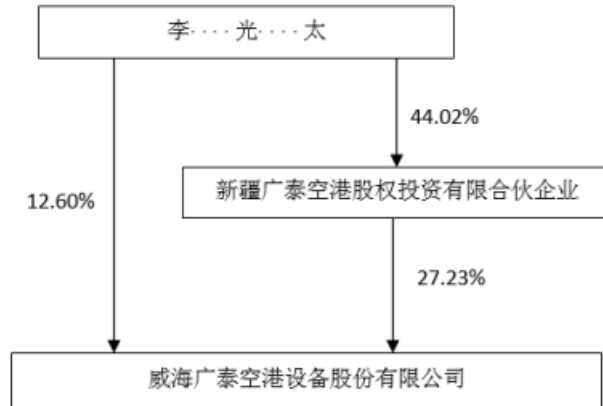 李····光····太
44.02%
12.60%
新疆广泰空港股权投资有限合伙企业
27.23%
威海广泰空港设备股份有限公司